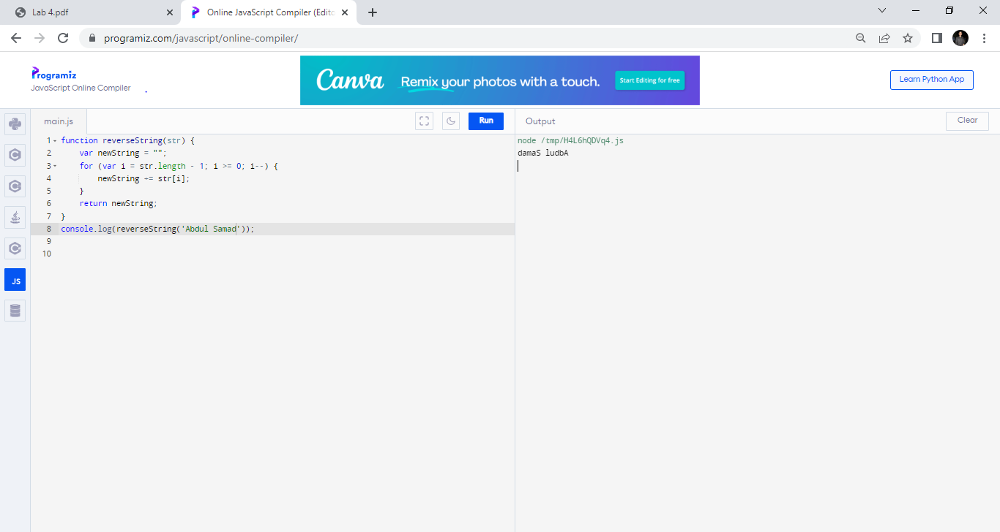 Lab 4.pdf
Online JavaScript Compiler (Edito
programiz.com/javascript/online-compiler/
Programiz
JavaScript Online Compiler
Canva
Remix your photos with a touch.
Start Editing for free
Learn Python App
main.js
Run
Output
Clear
1 function reverseString(str) {
2 var newString = "";
3 for (var i = str.length - 1; i >= 0; i--) {
4 newString += str[i];
5 }
6 return newString;
7 }
8 console.log(reverseString('Abdul Samad'));
9
10
JS
node /tmp/H4L6hQDVq4.js
damaS ludbA